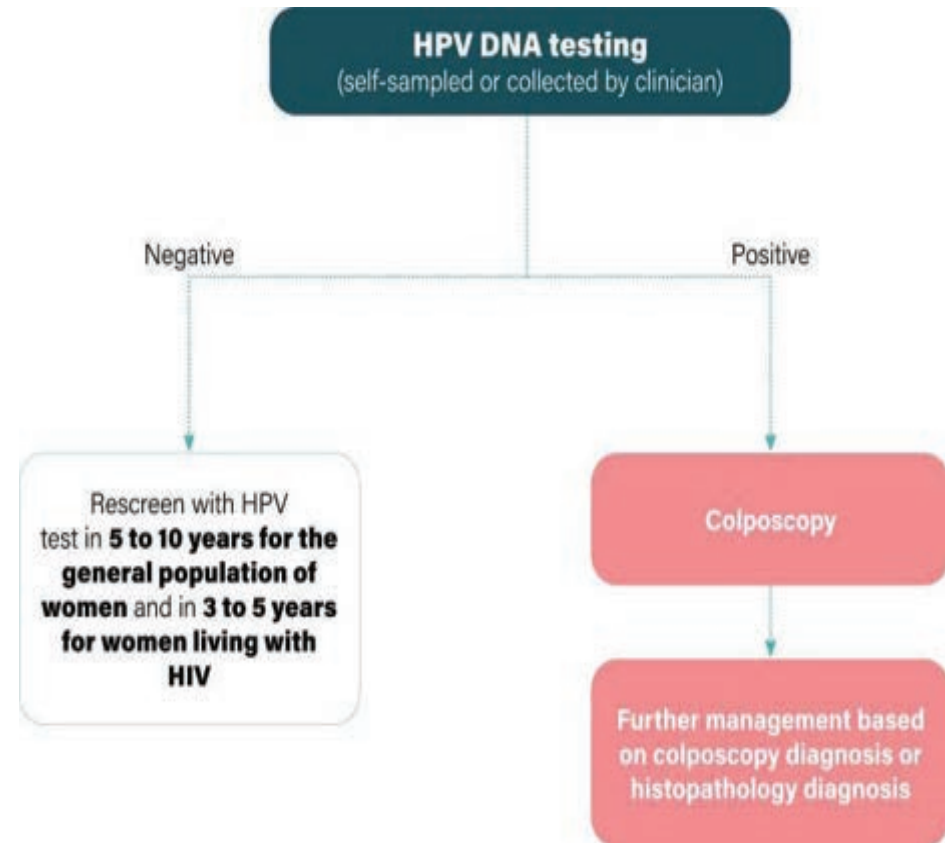 HPV DNA testing
(self-sampled or collected by clinician)
Negative
Positive
Rescreen with HPV
test in 5 to 10 years for the
general population of
women and in 3 to 5 years
for women living with
HIV
Colposcopy
Further management based
on colposcopy diagnosis or
histopathology diagnosis